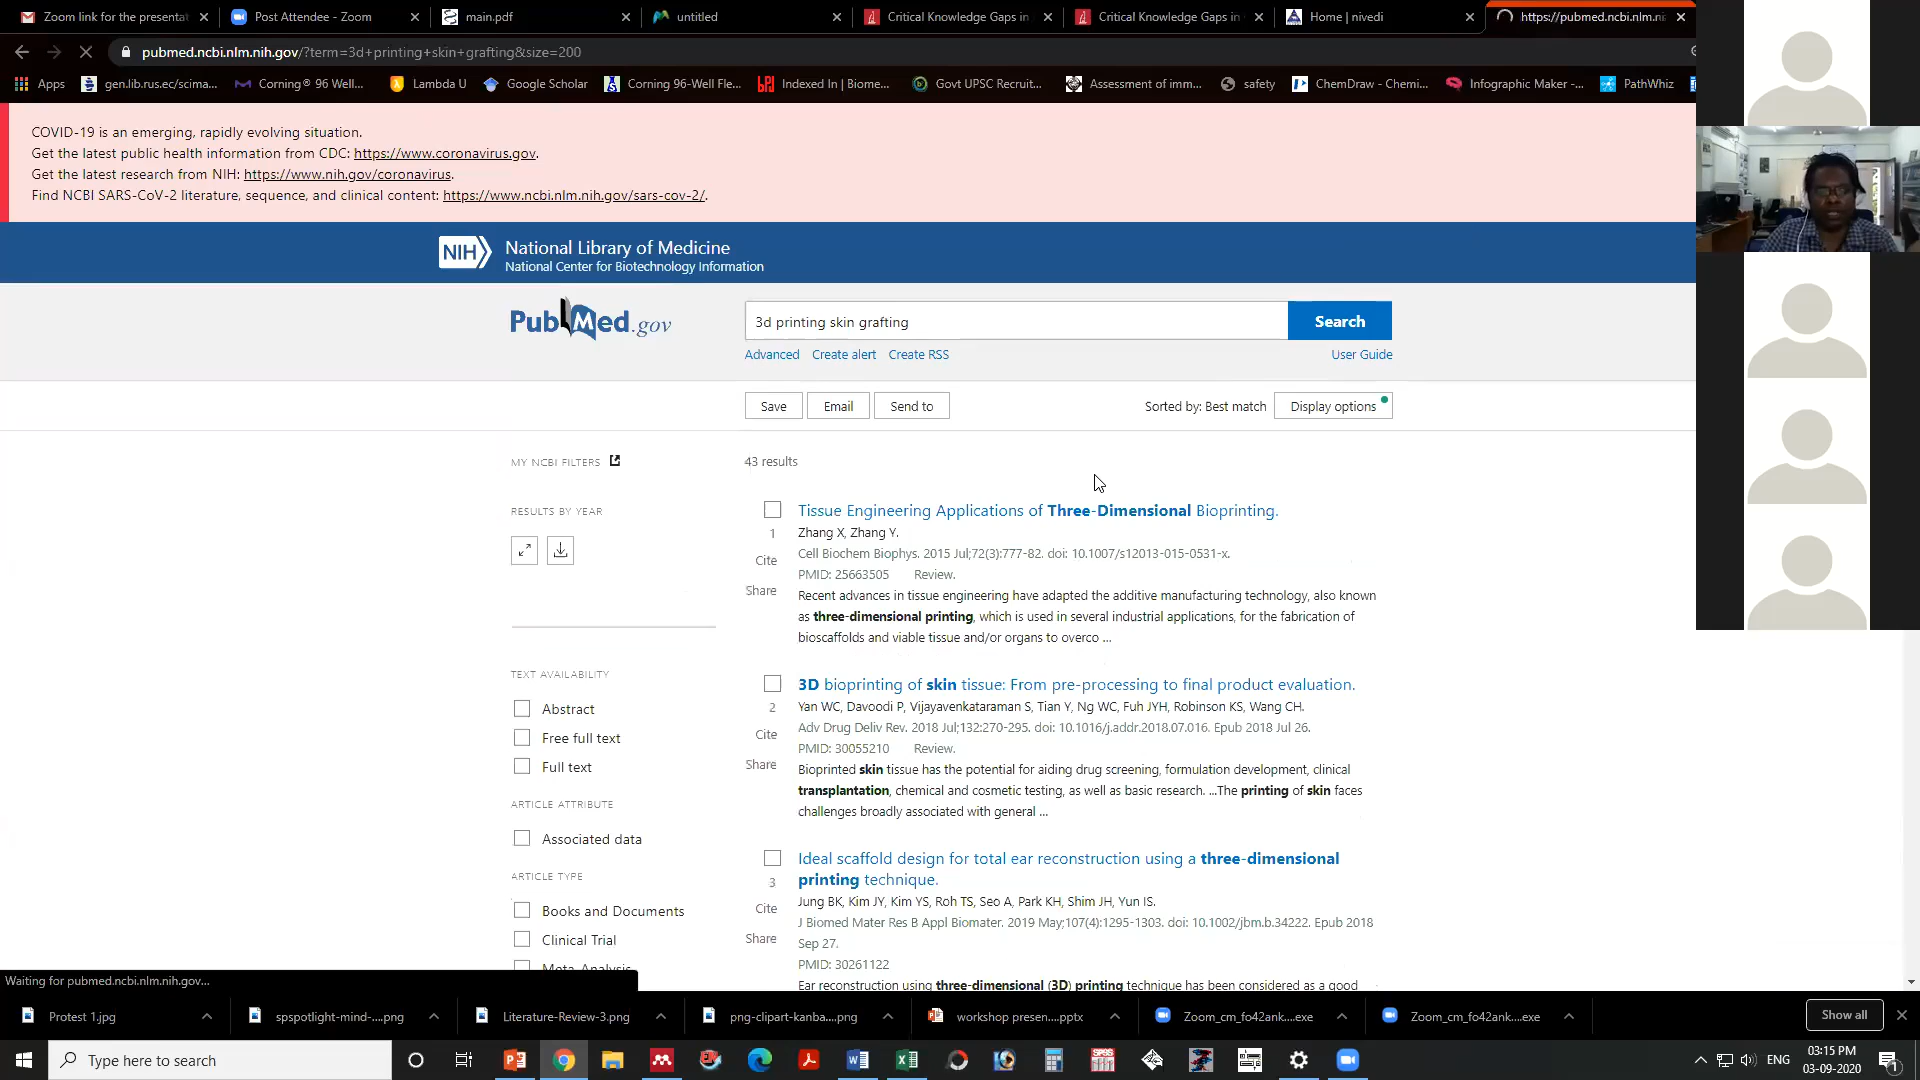 Zoom link for the presentat
Post Attendee - Zoom
main.pdf
untitled
Critical Knowledge Gaps in
Critical Knowledge Gaps in
Home | nivedi
https://pubmed.ncbi.nlm.ni
pubmed.ncbi.nlm.nih.gov/?term=3d+printing+skin+grafting&size=200
Apps
gen.lib.rus.ec/scima...
Corning® 96 Well...
Lambda U
Google Scholar
Corning 96-Well Fle...
Indexed In | Biome...
Govt UPSC Recruit...
Assessment of imm...
safety
ChemDraw - Chemi...
Infographic Maker -...
PathWhiz
COVID-19 is an emerging, rapidly evolving situation.
Get the latest public health information from CDC: https://www.coronavirus.gov.
Get the latest research from NIH: https://www.nih.gov/coronavirus.
Find NCBI SARS-CoV-2 literature, sequence, and clinical content: https://www.ncbi.nlm.nih.gov/sars-cov-2/.
NIH
National Library of Medicine
National Center for Biotechnology Information
PubMed.gov
3d printing skin grafting
Search
Advanced
Create alert
Create RSS
User Guide
Save
Email
Send to
Sorted by: Best match
Display options
MY NCBI FILTERS
43 results
RESULTS BY YEAR
TEXT AVAILABILITY
Abstract
Free full text
Full text
ARTICLE ATTRIBUTE
Associated data
ARTICLE TYPE
Books and Documents
Clinical Trial
Meta-Analysis
1
Cite
Share
Tissue Engineering Applications of Three-Dimensional Bioprinting.
Zhang X, Zhang Y.
Cell Biochem Biophys. 2015 Jul;72(3):777-82. doi: 10.1007/s12013-015-0531-x.
PMID: 25663505 Review.
Recent advances in tissue engineering have adapted the additive manufacturing technology, also known
as three-dimensional printing, which is used in several industrial applications, for the fabrication of
bioscaffolds and viable tissue and/or organs to overco ...
2
Cite
Share
3D bioprinting of skin tissue: From pre-processing to final product evaluation.
Yan WC, Davoodi P, Vijayavenkataraman S, Tian Y, Ng WC, Fuh JYH, Robinson KS, Wang CH.
Adv Drug Deliv Rev. 2018 Jul;132:270-295. doi: 10.1016/j.addr.2018.07.016. Epub 2018 Jul 26.
PMID: 30055210 Review.
Bioprinted skin tissue has the potential for aiding drug screening, formulation development, clinical
transplantation, chemical and cosmetic testing, as well as basic research. ...The printing of skin faces
challenges broadly associated with general ...
3
Cite
Share
Ideal scaffold design for total ear reconstruction using a three-dimensional
printing technique.
Jung BK, Kim JY, Kim YS, Roh TS, Seo A, Park KH, Shim JH, Yun IS.
J Biomed Mater Res B Appl Biomater. 2019 May;107(4):1295-1303. doi: 10.1002/jbm.b.34222. Epub 2018
Sep 27.
PMID: 30261122
Ear reconstruction using three-dimensional (3D) printing technique has been considered as a good
Waiting for pubmed.ncbi.nlm.nih.gov...
Protest 1.jpg
spspotlight-mind-....png
Literature-Review-3.png
png-clipart-kanba....png
workshop presen....pptx
Zoom_cm_fo42ank....exe
Zoom_cm_fo42ank....exe
Show all
Type here to search
SPSS
ENG
03:15 PM
03-09-2020
1